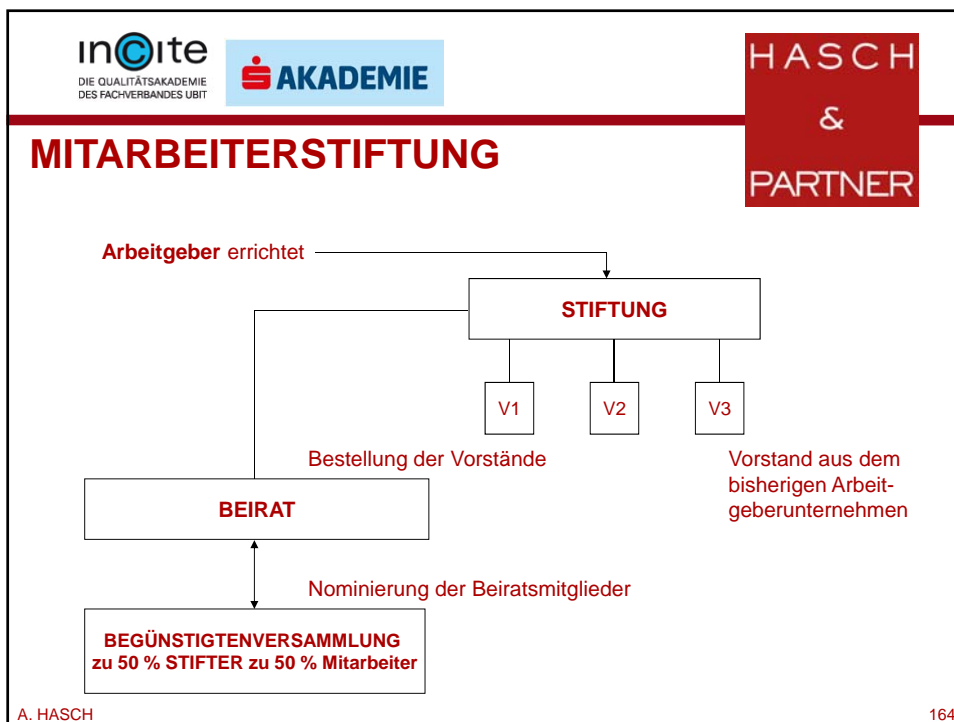 incite
DIE QUALITÄTSAKADEMIE
DES FACHVERBANDES UBIT
S AKADEMIE
HASCH
&
PARTNER
MITARBEITERSTIFTUNG
Arbeitgeber errichtet
STIFTUNG
V1
V2
V3
Bestellung der Vorstände
Vorstand aus dem
bisherigen Arbeit-
geberunternehmen
BEIRAT
Nominierung der Beiratsmitglieder
BEGÜNSTIGTENVERSAMMLUNG
zu 50 % STIFTER zu 50 % Mitarbeiter
A. HASCH
164